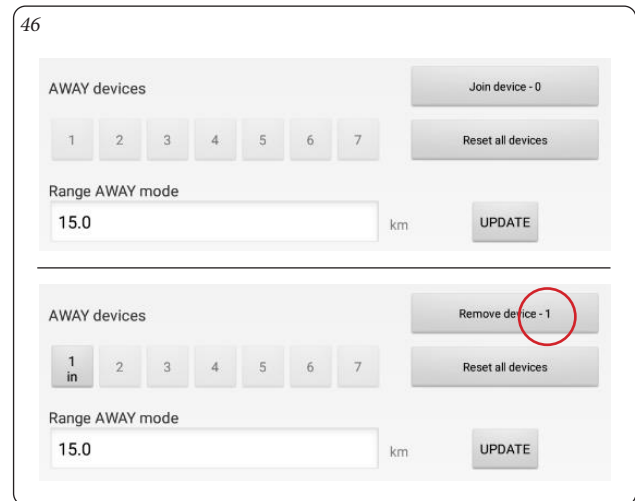 46
AWAY devices
Join device - 0
1 2 3 4 5 6 7
Reset all devices
Range AWAY mode
15.0 km UPDATE
AWAY devices
Remove device - 1
1 in 2 3 4 5 6 7
Reset all devices
Range AWAY mode
15.0 km UPDATE